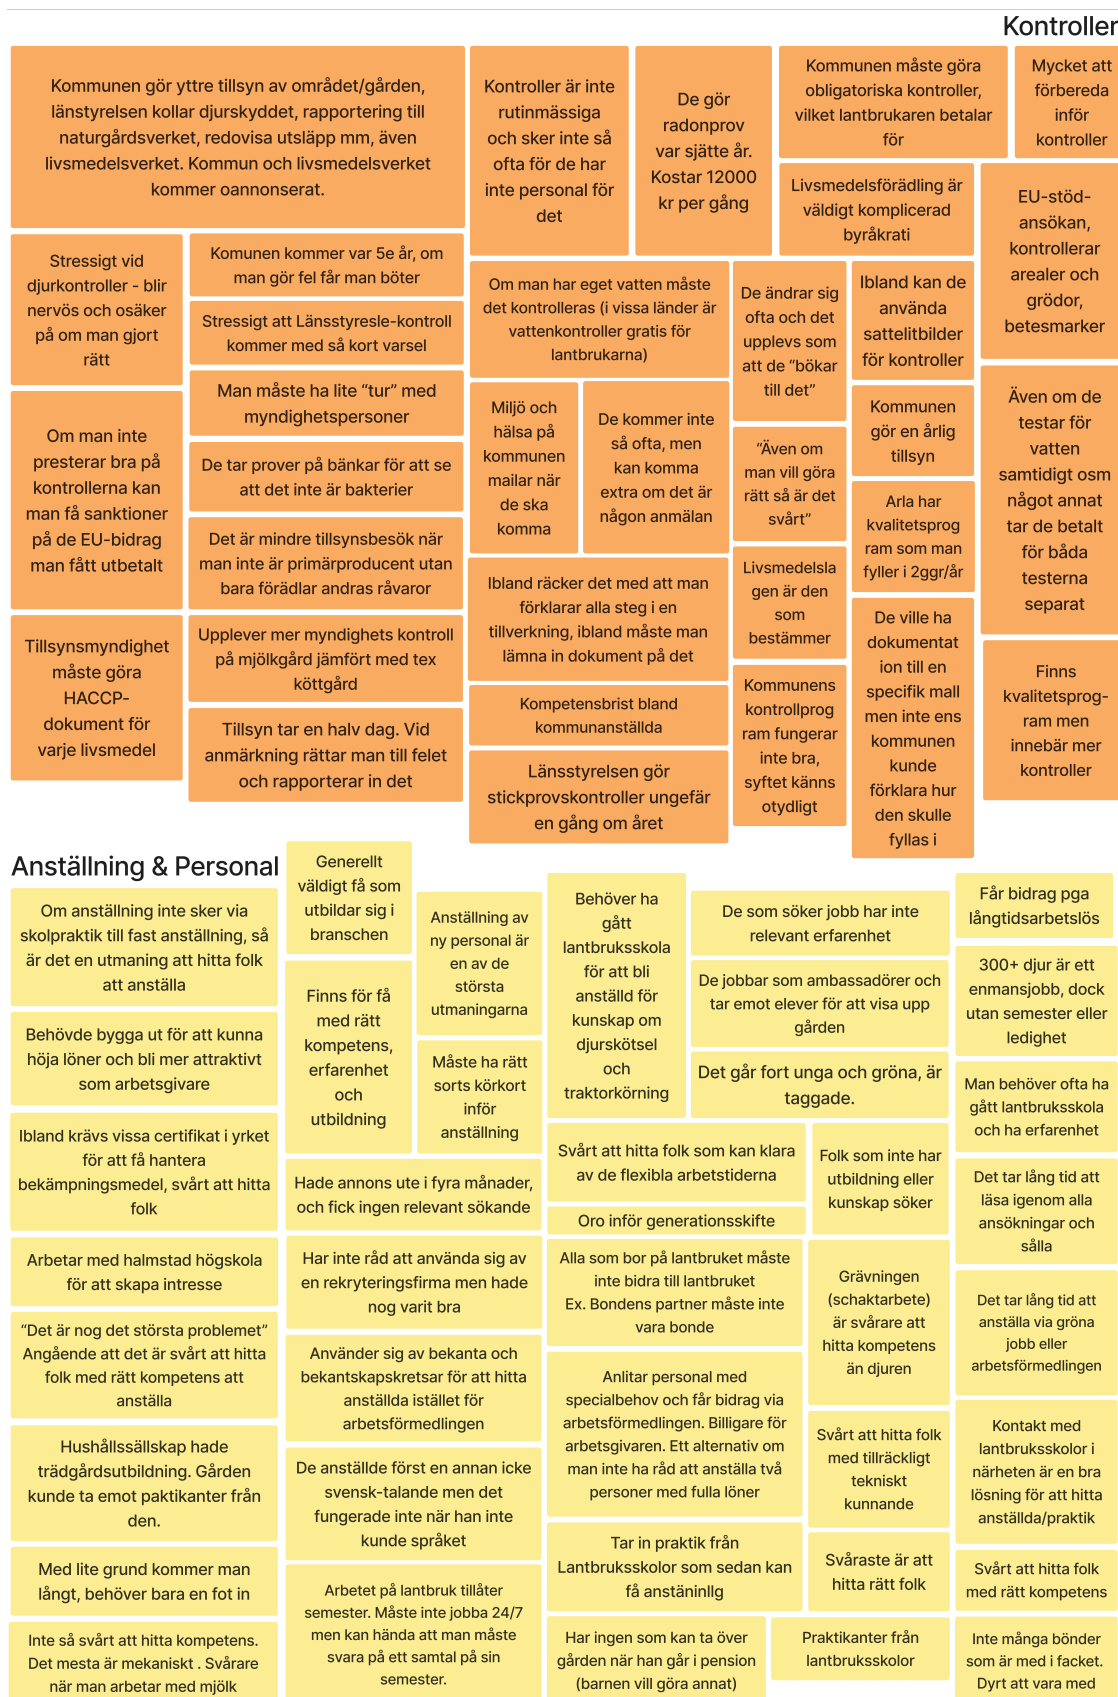 Kontroller
Kommunen gör yttre tillsyn av området/gården,
länstyrelsen kollar djurskyddet, rapportering till
naturgårdsverket, redovisa utsläpp mm, även
livsmedelsverket. Kommun och livsmedelsverket
kommer oannonserat.
Kontroller är inte
rutinmässiga
och sker inte så
ofta för de har
inte personal för
det
De gör
radonprov
var sjätte år.
Kostar 12000
kr per gång
Kommunen måste göra
obligatoriska kontroller,
vilket lantbrukaren betalar
för
Mycket att
förbereda
inför
kontroller
Livsmedelsförädling är
väldigt komplicerad
byråkrati
EU-stöd-
ansökan,
kontrollerar
arealer och
grödor,
betesmarker
Stressigt vid
djurkontroller - blir
nervös och osäker
på om man gjort
rätt
Komunen kommer var 5e år, om
man gör fel får man böter
Stressigt att Länsstyresle-kontroll
kommer med så kort varsel
Om man har eget vatten måste
det kontrolleras (i vissa länder är
vattenkontroller gratis för
lantbrukarna)
De ändrar sig
ofta och det
upplevs som
att de “bökar
till det”
Ibland kan de
använda
sattelitbilder
för kontroller
Man måste ha lite “tur” med
myndighetspersoner
Om man inte
presterar bra på
kontrollerna kan
man få sanktioner
på de EU-bidrag
man fått utbetalt
De tar prover på bänkar för att se
att det inte är bakterier
Miljö och
hälsa på
kommunen
mailar när
de ska
komma
De kommer inte
så ofta, men
kan komma
extra om det är
någon anmälan
Kommunen
gör en årlig
tillsyn
Även om de
testar för
vatten
samtidigt osm
något annat
tar de betalt
för båda
testerna
separat
“Även om
man vill göra
rätt så är det
svårt”
Arla har
kvalitetsprog
ram som man
fyller i 2ggr/år
Det är mindre tillsynsbesök när
man inte är primärproducent utan
bara förädlar andras råvaror
Ibland räcker det med att man
förklarar alla steg i en
tillverkning, ibland måste man
lämna in dokument på det
Livsmedelsla
gen är den
som
bestämmer
De ville ha
dokumentat
ion till en
specifik mall
men inte ens
kommunen
kunde
förklara hur
den skulle
fyllas i
Tillsynsmyndighet
måste göra
HACCP-
dokument för
varje livsmedel
Upplever mer myndighets kontroll
på mjölkgård jämfört med tex
köttgård
Finns
kvalitetsprog-
ram men
innebär mer
kontroller
Kompetensbrist bland
kommunanställda
Kommunens
kontrollprog
ram fungerar
inte bra,
syftet känns
otydligt
Tillsyn tar en halv dag. Vid
anmärkning rättar man till felet
och rapporterar in det
Länsstyrelsen gör
stickprovskontroller ungefär
en gång om året
Anställning & Personal
Om anställning inte sker via
skolpraktik till fast anställning, så
är det en utmaning att hitta folk
att anställa
Generellt
väldigt få som
utbildar sig i
branschen
Anställning av
ny personal är
en av de
största
utmaningarna
Behöver ha
gått
lantbruksskola
för att bli
anställd för
kunskap om
djurskötsel
och
traktorkörning
De som söker jobb har inte
relevant erfarenhet
Får bidrag pga
långtidsarbetslös
300+ djur är ett
enmansjobb, dock
utan semester eller
ledighet
Finns för få
med rätt
kompetens,
erfarenhet
och
utbildning
De jobbar som ambassadörer och
tar emot elever för att visa upp
gården
Behövde bygga ut för att kunna
höja löner och bli mer attraktivt
som arbetsgivare
Måste ha rätt
sorts körkort
inför
anställning
Det går fort unga och gröna, är
taggade.
Man behöver ofta ha
gått lantbruksskola
och ha erfarenhet
Ibland krävs vissa certifikat i yrket
för att få hantera
bekämpningsmedel, svårt att hitta
folk
Hade annons ute i fyra månader,
och fick ingen relevant sökande
Svårt att hitta folk som kan klara
av de flexibla arbetstiderna
Folk som inte har
utbildning eller
kunskap söker
Det tar lång tid att
läsa igenom alla
ansökningar och
sålla
Oro inför generationsskifte
Arbetar med halmstad högskola
för att skapa intresse
Har inte råd att använda sig av
en rekryteringsfirma men hade
nog varit bra
Alla som bor på lantbruket måste
inte bidra till lantbruket
Ex. Bondens partner måste inte
vara bonde
Grävningen
(schaktarbete)
är svårare att
hitta kompetens
än djuren
Det tar lång tid att
anställa via gröna
jobb eller
arbetsförmedlingen
“Det är nog det största problemet”
Angående att det är svårt att hitta
folk med rätt kompetens att
anställa
Använder sig av bekanta och
bekantskapskretsar för att hitta
anställda istället för
arbetsförmedlingen
Anlitar personal med
specialbehov och får bidrag via
arbetsförmedlingen. Billigare för
arbetsgivaren. Ett alternativ om
man inte ha råd att anställa två
personer med fulla löner
Svårt att hitta folk
med tillräckligt
tekniskt
kunnande
Kontakt med
lantbruksskolor i
närheten är en bra
lösning för att hitta
anställda/praktik
Hushållssällskap hade
trädgårdsutbildning. Gården
kunde ta emot paktikanter från
den.
De anställde först en annan icke
svensk-talande men det
fungerade inte när han inte
kunde språket
Tar in praktik från
Lantbruksskolor som sedan kan
få anstäninllg
Svåraste är att
hitta rätt folk
Svårt att hitta folk
med rätt kompetens
Med lite grund kommer man
långt, behöver bara en fot in
Arbetet på lantbruk tillåter
semester. Måste inte jobba 24/7
men kan hända att man måste
svara på ett samtal på sin
semester.
Har ingen som kan ta över
gården när han går i pension
(barnen vill göra annat)
Praktikanter från
lantbruksskolor
Inte många bönder
som är med i facket.
Dyrt att vara med
Inte så svårt att hitta kompetens.
Det mesta är mekaniskt . Svårare
när man arbetar med mjölk